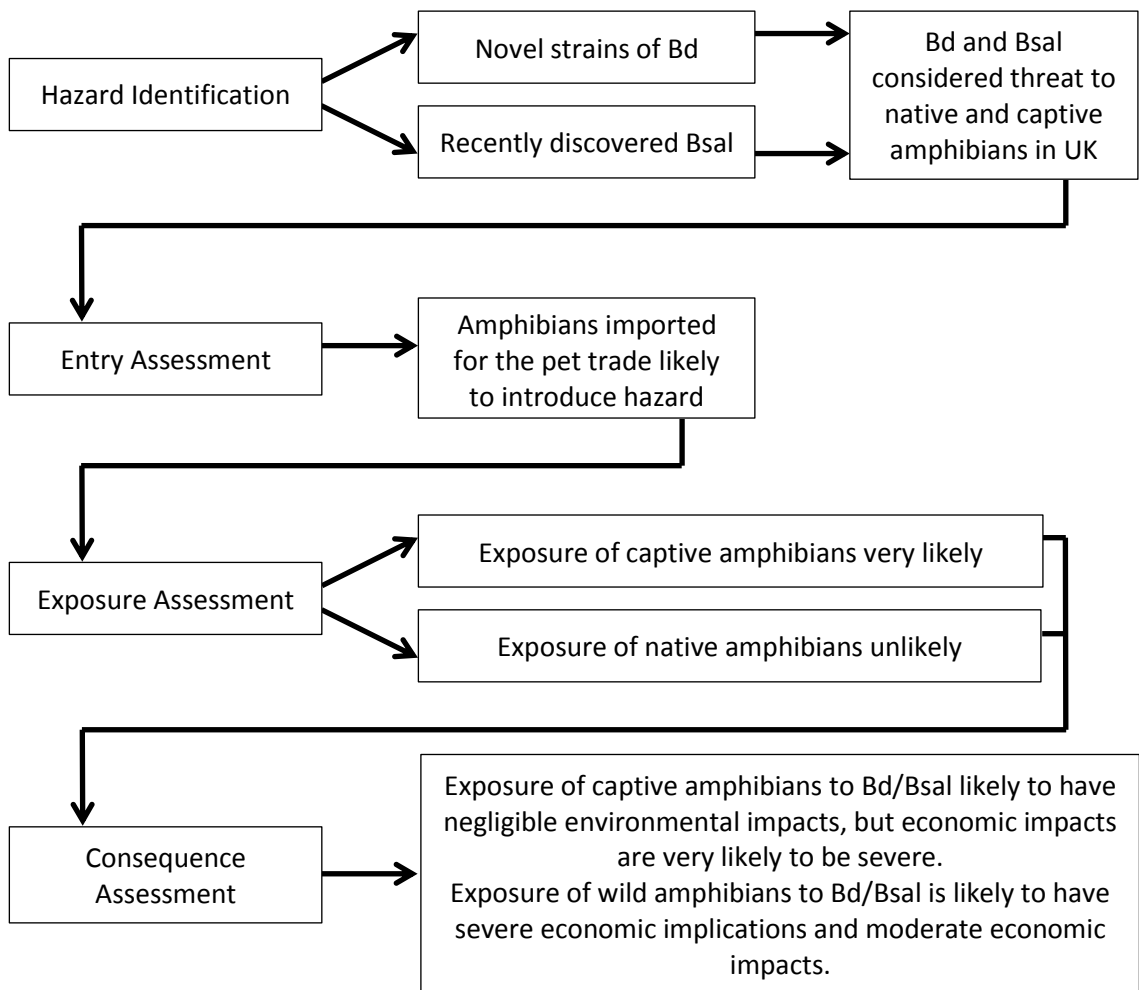 Hazard Identification
Novel strains of Bd
Recently discovered Bsal
Bd and Bsal
considered threat to
native and captive
amphibians in UK
Entry Assessment
Amphibians imported
for the pet trade likely
to introduce hazard
Exposure Assessment
Exposure of captive amphibians very likely
Exposure of native amphibians unlikely
Consequence
Assessment
Exposure of captive amphibians to Bd/Bsal likely to have
negligible environmental impacts, but economic impacts
are very likely to be severe.
Exposure of wild amphibians to Bd/Bsal is likely to have
severe economic implications and moderate economic
impacts.